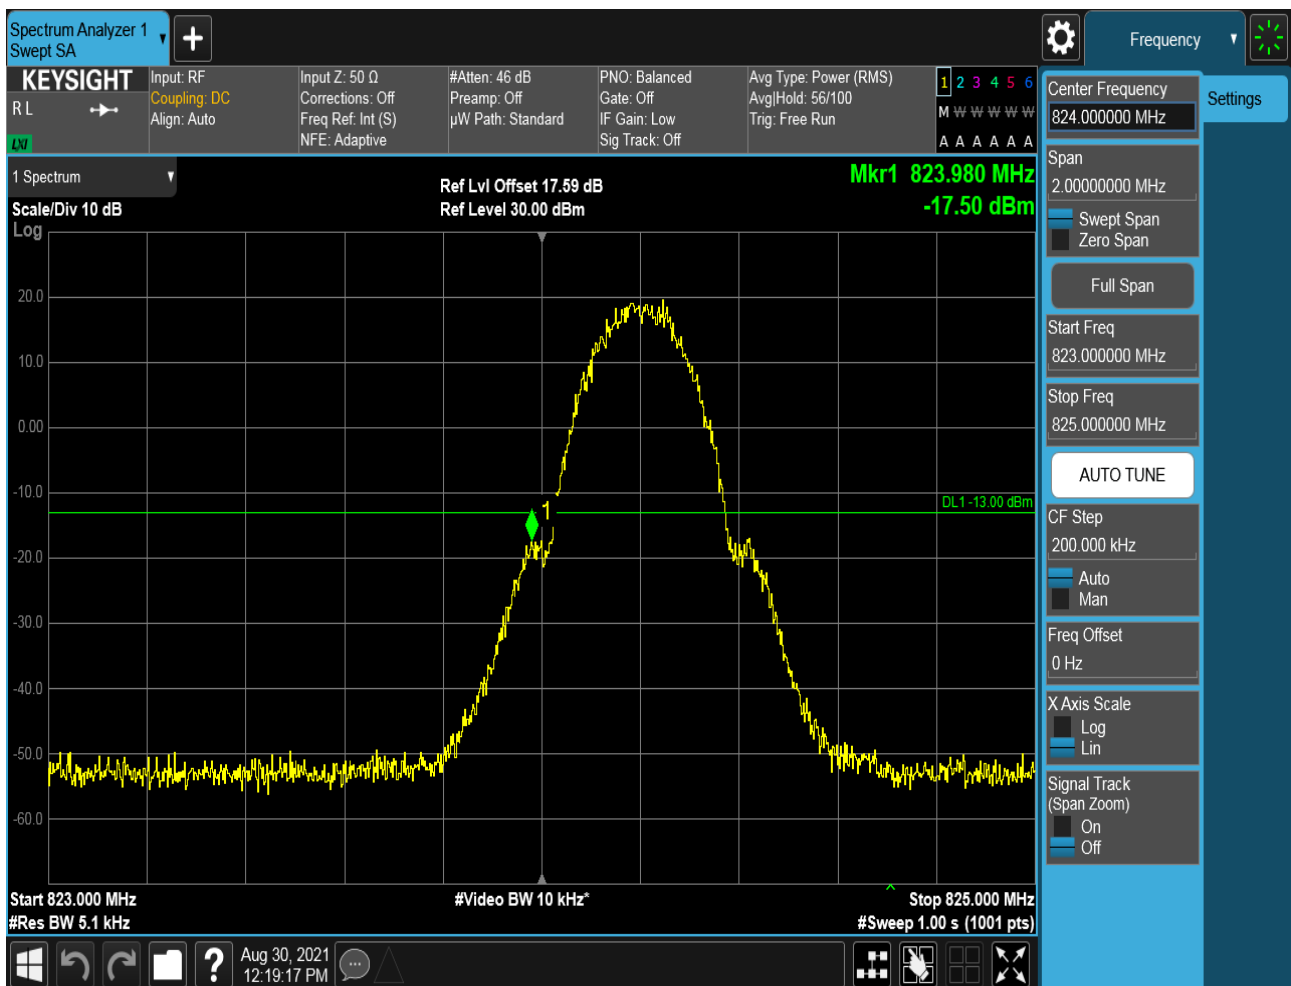 Spectrum Analyzer 1
Swept SA
Frequency
KEYSIGHT
R L
LXI
Input: RF
Coupling: DC
Align: Auto
Input Z: 50 Ω
Corrections: Off
Freq Ref: Int (S)
NFE: Adaptive
#Atten: 46 dB
Preamp: Off
µW Path: Standard
PNO: Balanced
Gate: Off
IF Gain: Low
Sig Track: Off
Avg Type: Power (RMS)
Avg|Hold: 56/100
Trig: Free Run
1 2 3 4 5 6
M W W W W W
A A A A A A
1 Spectrum
Scale/Div 10 dB
Log
Ref Lvl Offset 17.59 dB
Ref Level 30.00 dBm
Mkr1 823.980 MHz
-17.50 dBm
20.0
10.0
0.00
-10.0
-20.0
-30.0
-40.0
-50.0
-60.0
DL1 -13.00 dBm
1
Start 823.000 MHz
#Res BW 5.1 kHz
#Video BW 10 kHz*
Stop 825.000 MHz
#Sweep 1.00 s (1001 pts)
Center Frequency
824.000000 MHz
Settings
Span
2.00000000 MHz
Swept Span
Zero Span
Full Span
Start Freq
823.000000 MHz
Stop Freq
825.000000 MHz
AUTO TUNE
CF Step
200.000 kHz
Auto
Man
Freq Offset
0 Hz
X Axis Scale
Log
Lin
Signal Track
(Span Zoom)
On
Off
?
Aug 30, 2021
12:19:17 PM